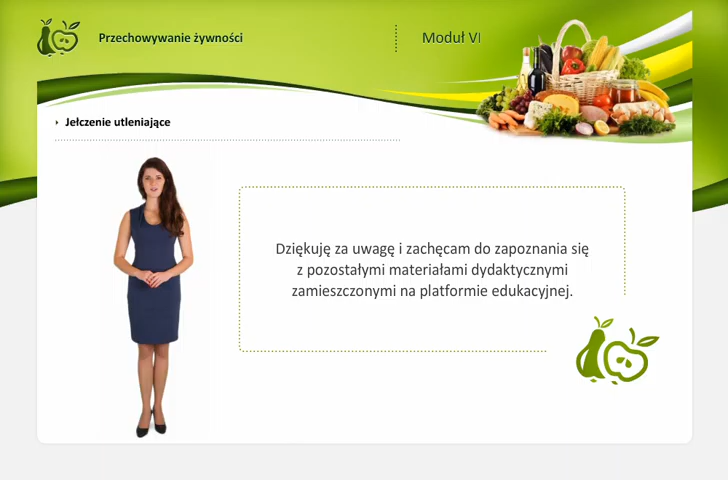 Przechowywanie żywności
Moduł VI
Jełczenie utleniające
Dziękuję za uwagę i zachęcam do zapoznania się
z pozostałymi materiałami dydaktycznymi
zamieszczonymi na platformie edukacyjnej.